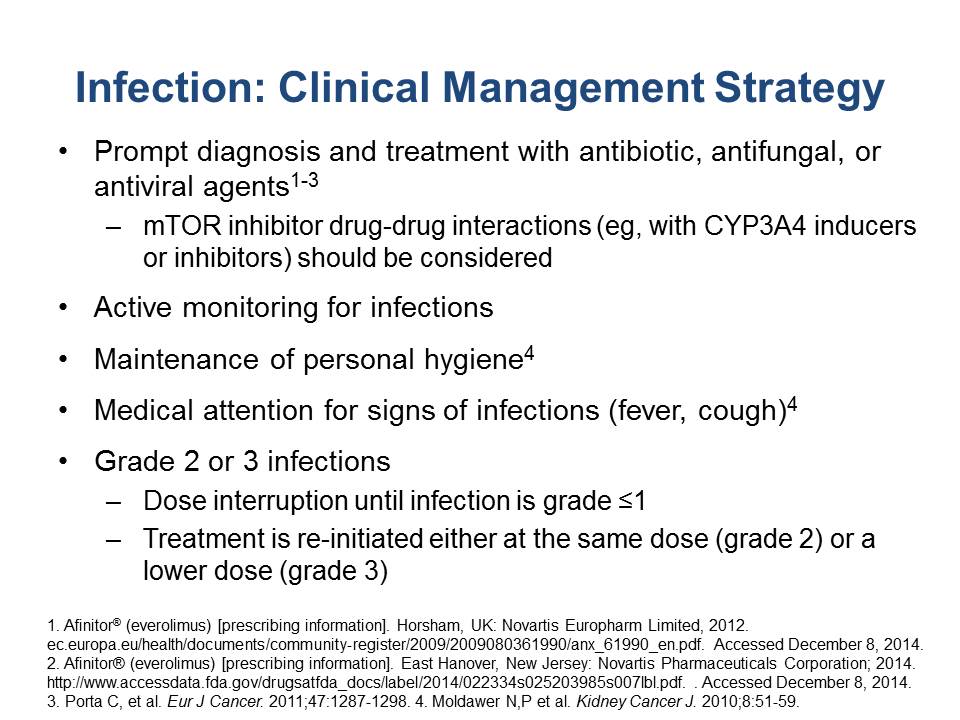 Infection: Clinical Management Strategy
• Prompt diagnosis and treatment with antibiotic, antifungal, or
antiviral agents1-3
– mTOR inhibitor drug-drug interactions (eg, with CYP3A4 inducers
or inhibitors) should be considered
• Active monitoring for infections
• Maintenance of personal hygiene4
• Medical attention for signs of infections (fever, cough)4
• Grade 2 or 3 infections
– Dose interruption until infection is grade ≤1
– Treatment is re-initiated either at the same dose (grade 2) or a
lower dose (grade 3)
1. Afinitor® (everolimus) [prescribing information]. Horsham, UK: Novartis Europharm Limited, 2012.
ec.europa.eu/health/documents/community-register/2009/2009080361990/anx_61990_en.pdf. Accessed December 8, 2014.
2. Afinitor® (everolimus) [prescribing information]. East Hanover, New Jersey: Novartis Pharmaceuticals Corporation; 2014.
http://www.accessdata.fda.gov/drugsatfda_docs/label/2014/022334s025203985s007lbl.pdf. . Accessed December 8, 2014.
3. Porta C, et al. Eur J Cancer. 2011;47:1287-1298. 4. Moldawer N,P et al. Kidney Cancer J. 2010;8:51-59.